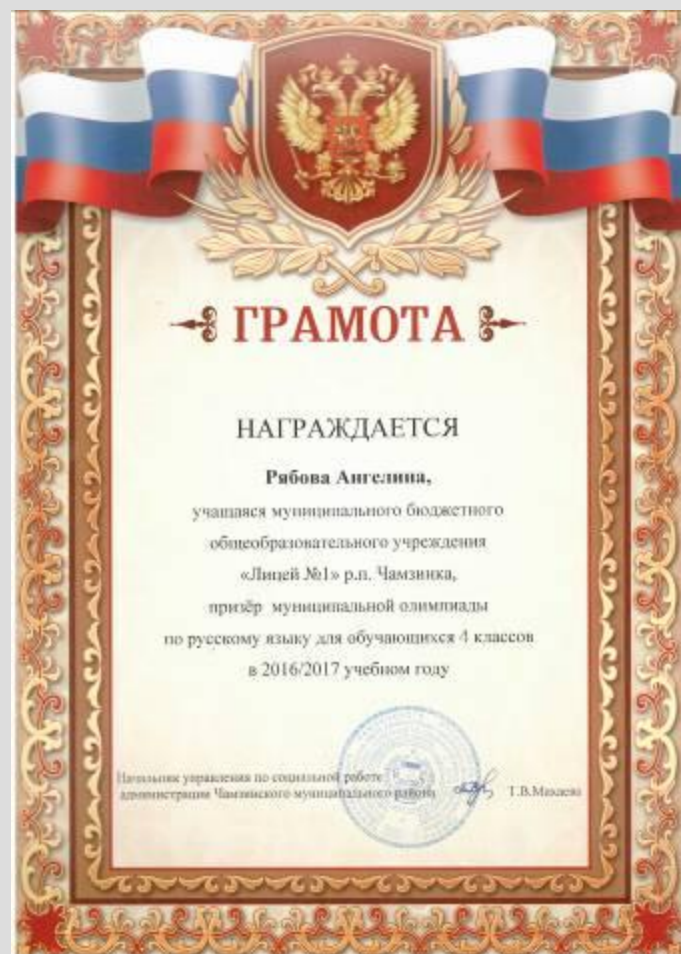 ГРАМОТА
НАГРАЖДАЕТСЯ
Рябова Ангелина,
учащаяся муниципального бюджетного
общеобразовательного учреждения
«Лицей №1» р.п. Чамзинка,
призёр муниципальной олимпиады
по русскому языку для обучающихся 4 классов
в 2016/2017 учебном году
Начальник управления по социальной работе
администрации Чамзинского муниципального района Т.В.